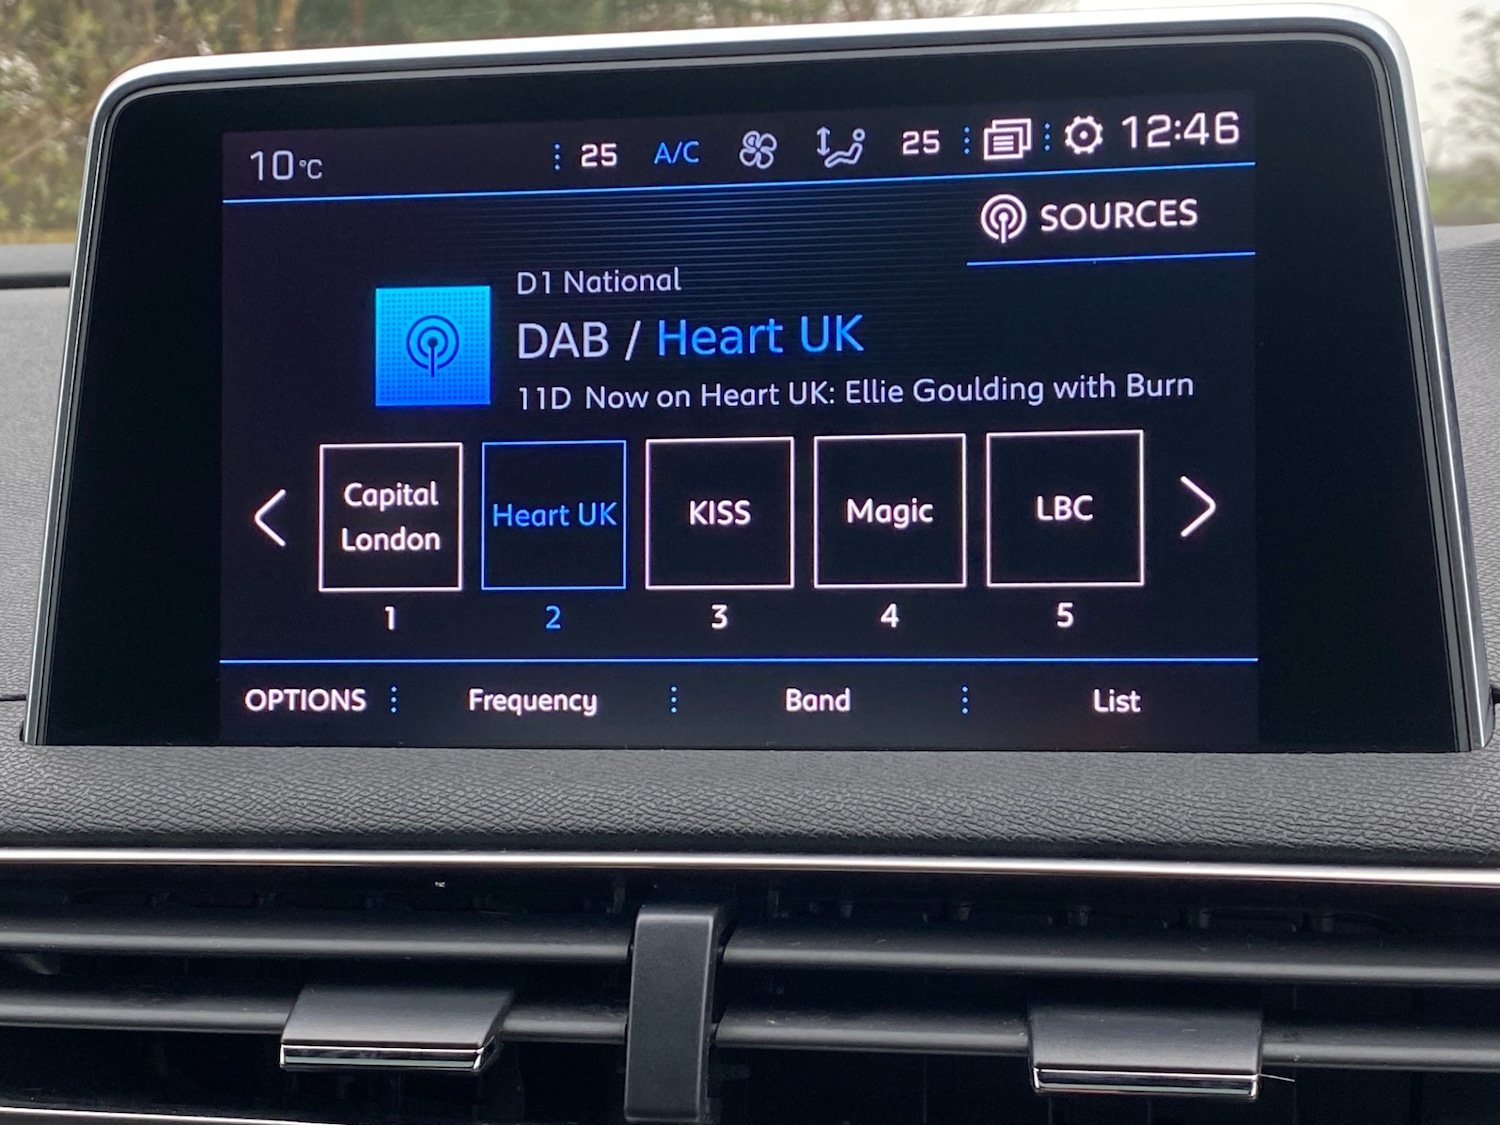 10°C 25 A/C 25 12:46
SOURCES
D1 National
DAB / Heart UK
11D Now on Heart UK: Ellie Goulding with Burn
Capital
London
Heart UK
KISS
Magic
LBC
1 2 3 4 5
OPTIONS Frequency Band List